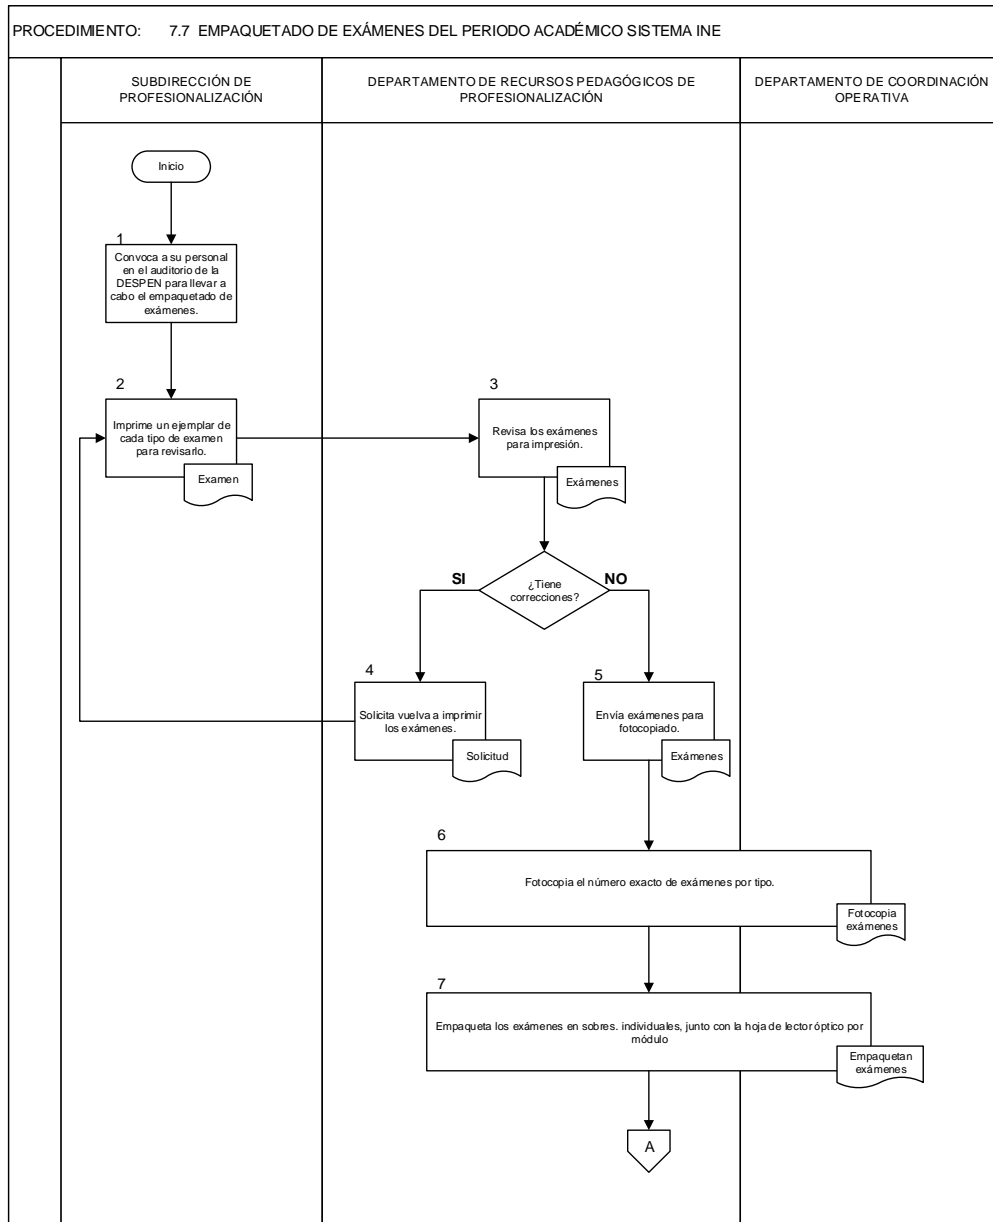 PROCEDIMIENTO: 7.7 EMPAQUETADO DE EXÁMENES DEL PERIODO ACADÉMICO SISTEMA INE
SUBDIRECCIÓN DE
PROFESIONALIZACIÓN
DEPARTAMENTO DE RECURSOS PEDAGÓGICOS DE
PROFESIONALIZACIÓN
DEPARTAMENTO DE COORDINACIÓN
OPERATIVA
Inicio
1
Convoca a su personal
en el auditorio de la
DESPEN para llevar a
cabo el empaquetado de
exámenes.
2
Imprime un ejemplar de
cada tipo de examen
para revisarlo.
Examen
3
Revisa los exámenes
para impresión.
Exámenes
¿Tiene
correcciones?
SI
NO
4
Solicita vuelva a imprimir
los exámenes.
Solicitud
5
Envía exámenes para
fotocopiado.
Exámenes
6
Fotocopia el número exacto de exámenes por tipo.
Fotocopia
exámenes
7
Empaqueta los exámenes en sobres. individuales, junto con la hoja de lector óptico por
módulo
Empaquetan
exámenes
A